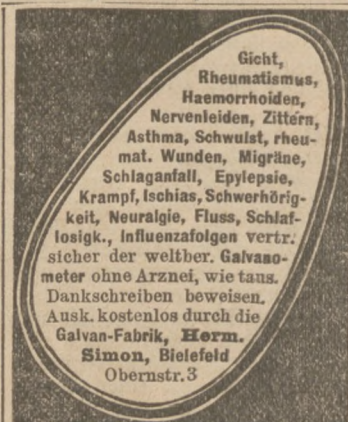 Gicht,
Rheumatismus,
Haemorrhoiden,
Nervenleiden, Zittern,
Asthma, Schwulst, rheu-
mat. Wunden, Migräne,
Schlaganfall, Epylepsie,
Krampf, Ischias, Schwerhörig-
keit, Neuralgie, Fluss, Schlaf-
losigk., Influenzafolgen vertr.
sicher der weltber. Galvano-
meter ohne Arznei, wie taus.
Dankschreiben beweisen.
Ausk. kostenlos durch die
Galvan-Fabrik, Herm.
Simon, Bielefeld
Obernstr. 3